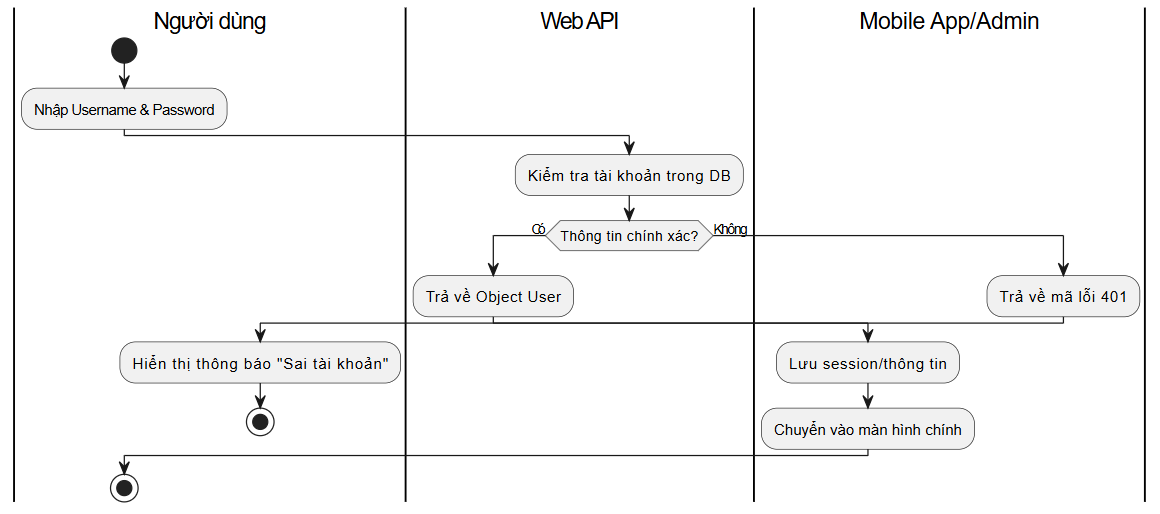 Người dùng
Web API
Mobile App/Admin
Nhập Username & Password
Kiểm tra tài khoản trong DB
Có
Thông tin chính xác?
Không
Trả về Object User
Trả về mã lỗi 401
Hiển thị thông báo "Sai tài khoản"
Lưu session/thông tin
Chuyển vào màn hình chính